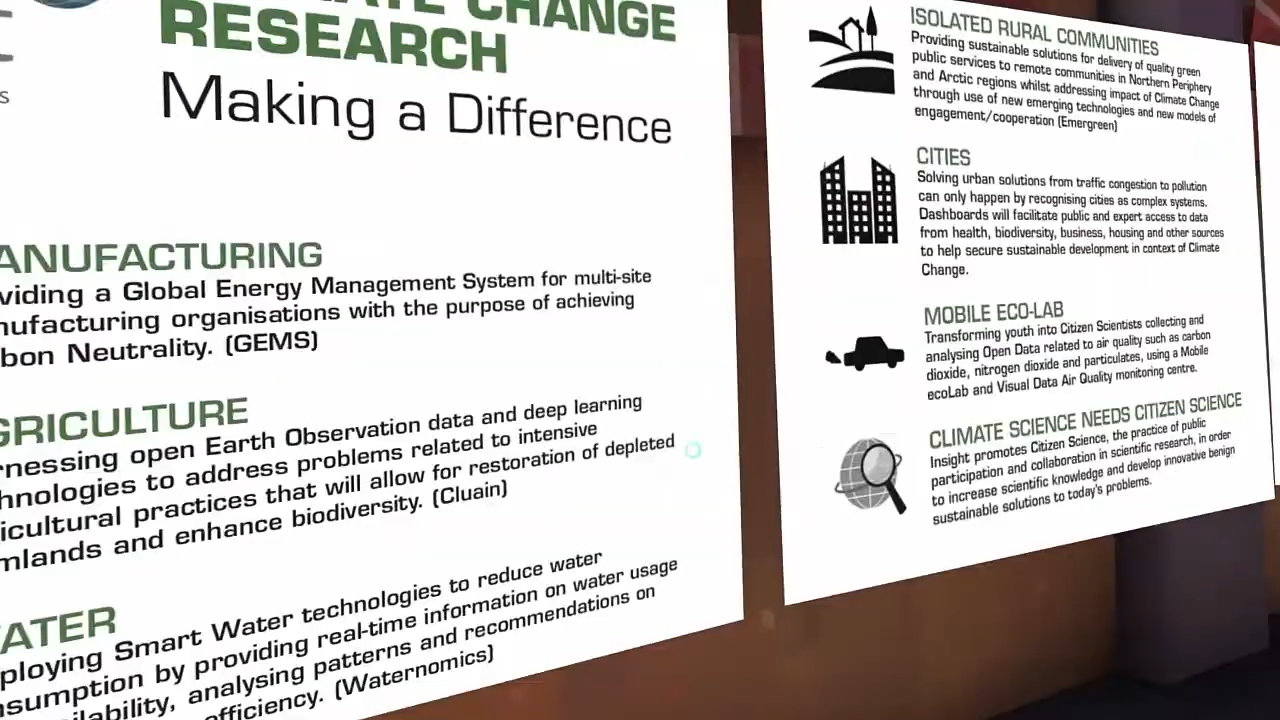 CHANGE
RESEARCH
Making a Difference
ANUFACTURING
viding a Global Energy Management System for multi-site
nufacturing organisations with the purpose of achieving
bon Neutrality. (GEMS)
GRICULTURE
rnessing open Earth Observation data and deep learning
hnologies to address problems related to intensive
icultural practices that will allow for restoration of depleted
mlands and enhance biodiversity. (Cluain)
ATER
ploying Smart Water technologies to reduce water
nsumption by providing real-time information on water usage
ilability, analysing patterns and recommendations on
efficiency. (Waternomics)
ISOLATED RURAL COMMUNITIES
Providing sustainable solutions for delivery of quality green
public services to remote communities in Northern Periphery
and Arctic regions whilst addressing impact of Climate Change
through use of new emerging technologies and new models of
engagement/cooperation (Emergreen)
CITIES
Solving urban solutions from traffic congestion to pollution
can only happen by recognising cities as complex systems.
Dashboards will facilitate public and expert access to data
from health, biodiversity, business, housing and other sources
to help secure sustainable development in context of Climate
Change.
MOBILE ECO-LAB
Transforming youth into Citizen Scientists collecting and
analysing Open Data related to air quality such as carbon
dioxide, nitrogen dioxide and particulates, using a Mobile
ecoLab and Visual Data Air Quality monitoring centre.
CLIMATE SCIENCE NEEDS CITIZEN SCIENCE
Insight promotes Citizen Science, the practice of public
participation and collaboration in scientific research, in order
to increase scientific knowledge and develop innovative benign
sustainable solutions to today's problems.